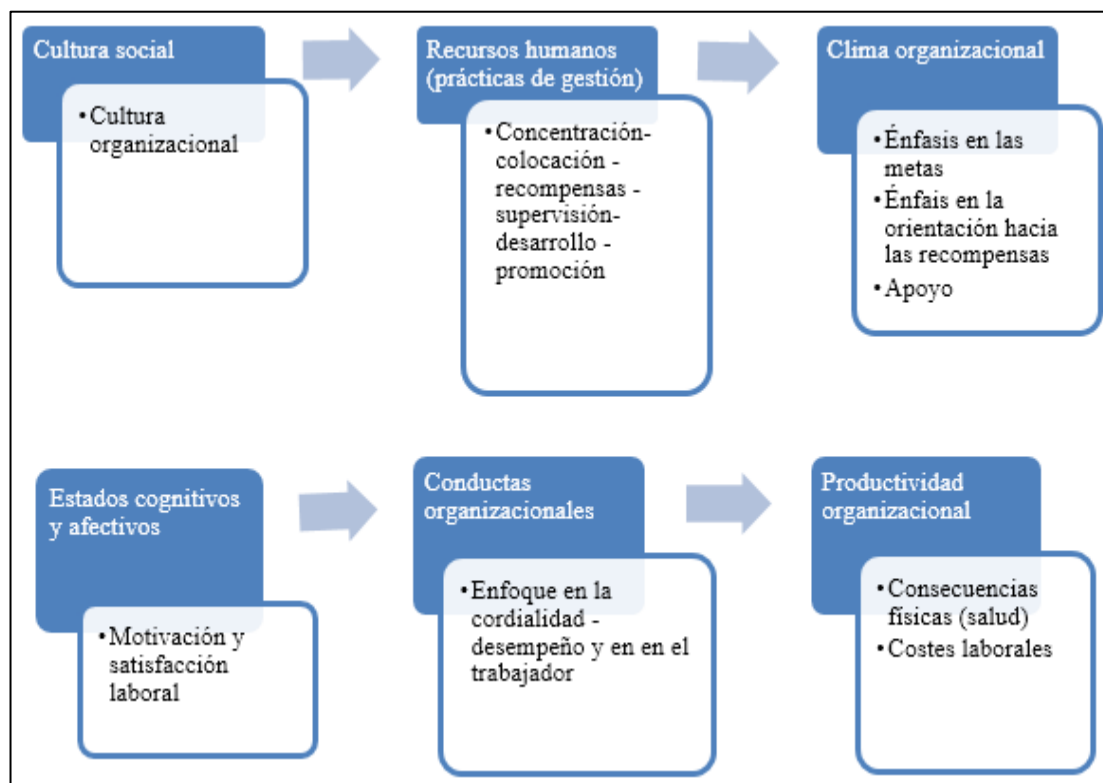 Cultura social
•Cultura
organizacional
Recursos humanos
(prácticas de gestión)
•Concentración-
colocación -
recompensas -
supervisión-
desarrollo -
promoción
Clima organizacional
•Énfasis en las
metas
•Énfais en la
orientación hacia
las recompensas
•Apoyo
Estados cognitivos
y afectivos
•Motivación y
satisfacción
laboral
Conductas
organizacionales
•Enfoque en la
cordialidad -
desempeño y en en el
trabajador
Productividad
organizacional
•Consecuencias
físicas (salud)
•Costes laborales